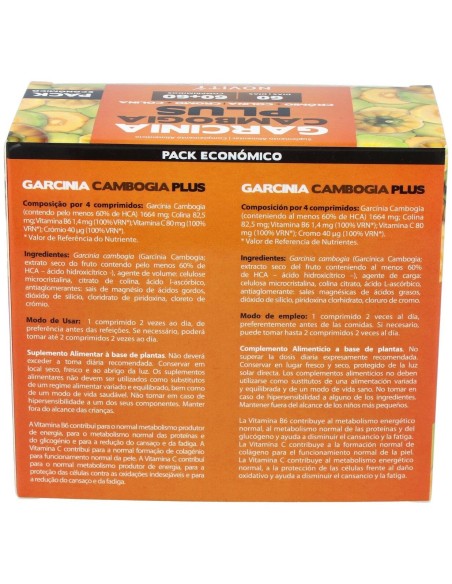 GARCINIA
CAMBOGIA
PLUS
NOVITY
60+60
60
PACK
PACK ECONÓMICO
GARCINIA CAMBOGIA PLUS
Composição por 4 comprimidos: Garcinia Cambogia
(contendo pelo menos 60% de HCA) 1664 mg; Colina 82,5
mg; Vitamina B6 1,4 mg (100% VRN*); Vitamina C 80 mg (100%
VRN*); Crómio 40 µg (100% VRN*).
* Valor de Referência do Nutriente.
Ingredientes: Garcinia cambogia (Garcinia Cambogia:
extrato seco do fruto contendo pelo menos 60% de
HCA – ácido hidroxicítrico -), agente de volume: celulose
microcristalina, citrato de colina, ácido L-ascórbico,
antiaglomerantes: sais de magnésio de ácidos gordos,
dióxido de silício, cloridrato de piridoxina, cloreto de
crómio.
Modo de Usar: 1 comprimido 2 vezes ao dia, de
preferência antes das refeições. Se necessário, poderá
tomar até 2 comprimidos 2 vezes ao dia.
Suplemento Alimentar à base de plantas. Não deverá
exceder a toma diária recomendada. Conservar em
local seco, fresco e ao abrigo da luz. Os suplementos
alimentares não devem ser utilizados como substitutos
de um regime alimentar variado e equilibrado, bem como
de um modo de vida saudável. Não tomar em caso de
hipersensibilidade a um dos seus componentes. Manter
fora do alcance das crianças.
A Vitamina B6 contribui para o normal metabolismo produtor
de energia, para o metabolismo normal das proteínas e
do glicogénio e para a redução do cansaço e da fadiga. A
Vitamina C contribui para a normal formação de colagénio
para funcionamento normal da pele. A Vitamina C contribui
para o normal metabolismo produtor de energia, para a
proteção das células contra as oxidações indesejáveis e para
a redução do cansaço e da fadiga.
GARCINIA CAMBOGIA PLUS
Composición por 4 comprimidos: Garcinia Cambogia
(conteniendo al menos 60% de HCA) 1664 mg; Colina
82,5 mg; Vitamina B6 1,4 mg (100% VRN*); Vitamina C 80
mg (100% VRN*); Cromo 40 µg (100% VRN*).
* Valor de Referencia de Nutriente.
Ingredientes: Garcinia cambogia (Garcinia Cambogia;
extracto seco del fruto conteniendo al menos 60%
de HCA – ácido hidroxicítrico –), agente de carga:
celulosa microcristalina, colina citrato, ácido L-ascórbico,
antiaglomerante: sales magnésicas de ácidos grasos,
dióxido de silicio, piridoxina clorhidrato, cloruro de cromo.
Modo de empleo: 1 comprimido 2 veces al día,
preferentemente antes de las comidas. Si necesario,
puede tomar hasta 2 comprimidos 2 veces al día.
Complemento Alimenticio a base de plantas. No
superar la dosis diaria expresamente recomendada.
Conservar en lugar fresco y seco, protegido de la luz
solar directa. Los complementos alimenticios no deben
utilizarse como sustitutos de una alimentación variada
y equilibrada y de un modo de vida sano. No tomar en
caso de hipersensibilidad a alguno de los ingredientes.
Mantener fuera del alcance de los niños más pequeños.
La Vitamina B6 contribuye al metabolismo energético
normal, al metabolismo normal de las proteínas y del
glucógeno y ayuda a disminuir el cansancio y la fatiga.
La Vitamina C contribuye a la formación normal de
colágeno para el funcionamiento normal de la piel.
La Vitamina C contribuye al metabolismo energético
normal, a la protección de las células frente al daño
oxidativo y ayuda a disminuir el cansancio y la fatiga.